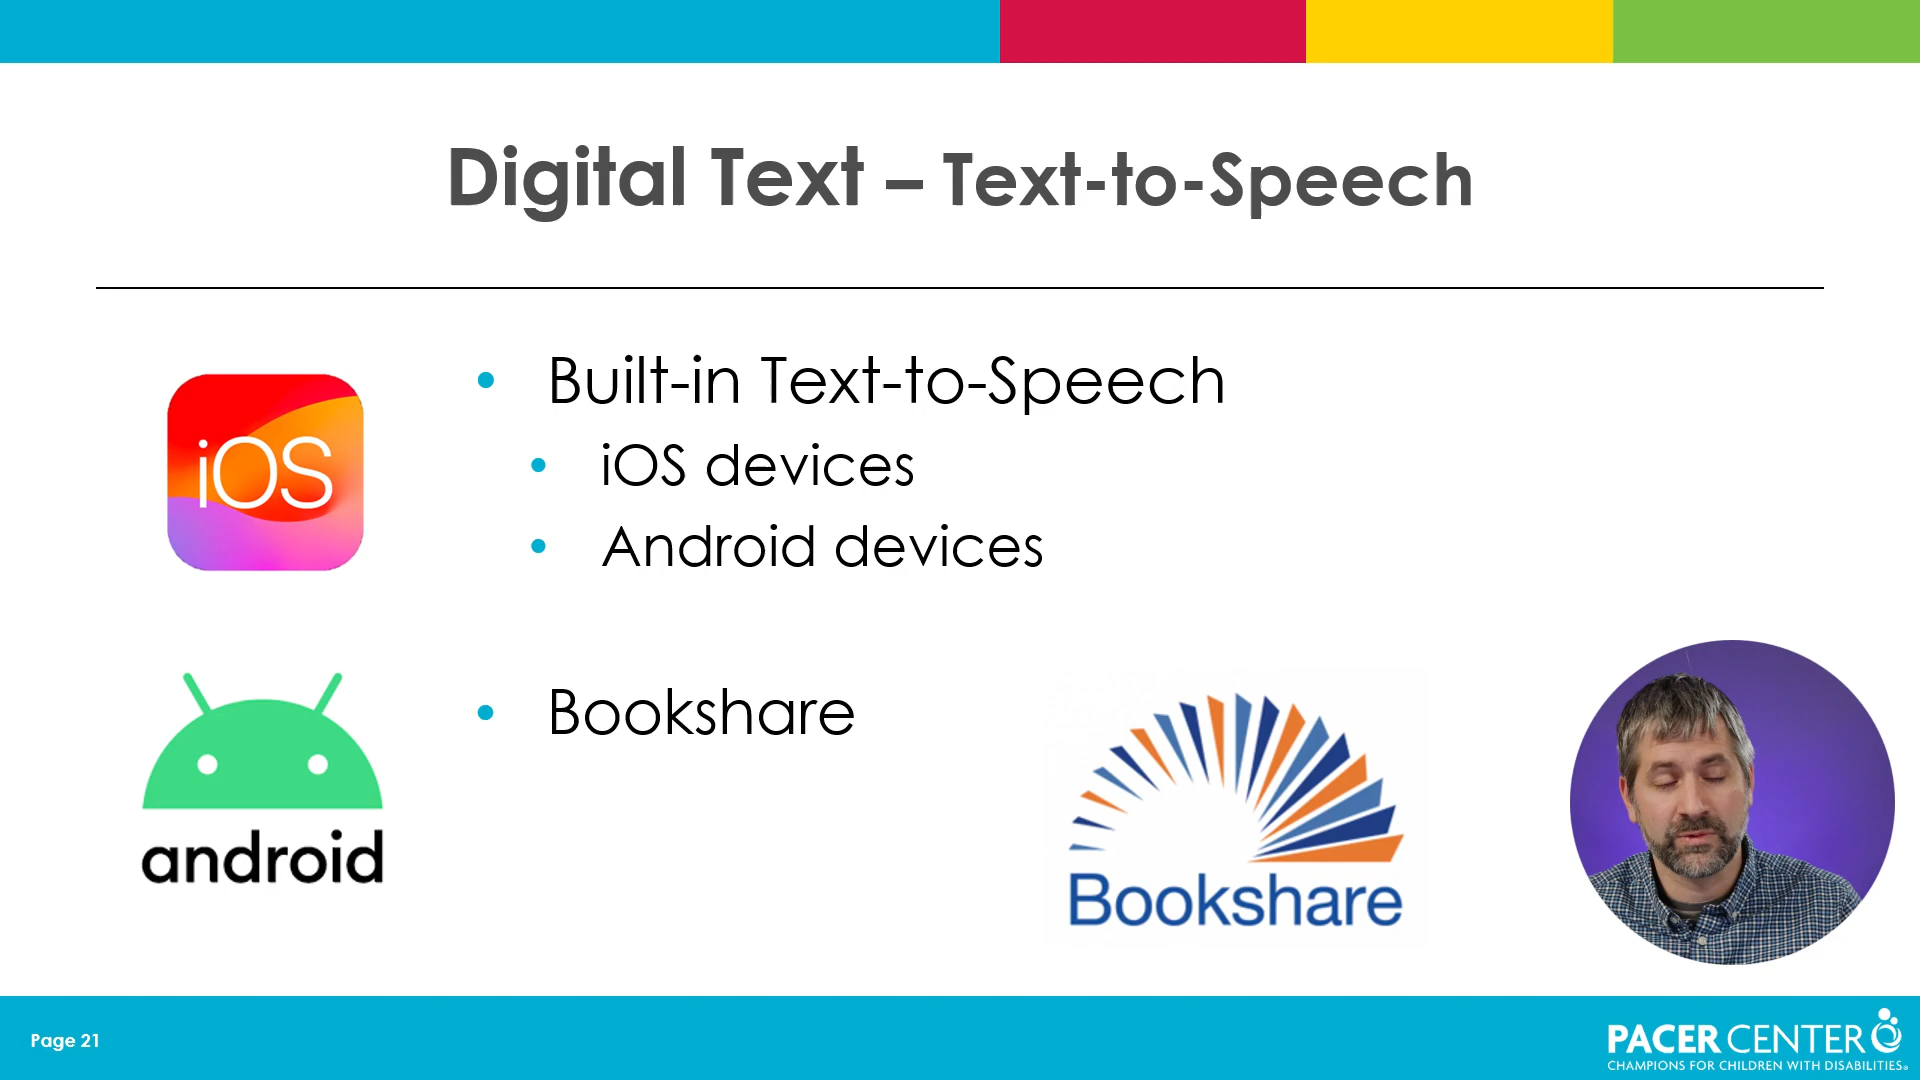 Digital Text – Text-to-Speech
iOS
• Built-in Text-to-Speech
• iOS devices
• Android devices
android
• Bookshare
Bookshare
Page 21
PACER CENTER
CHAMPIONS FOR CHILDREN WITH DISABILITIES®